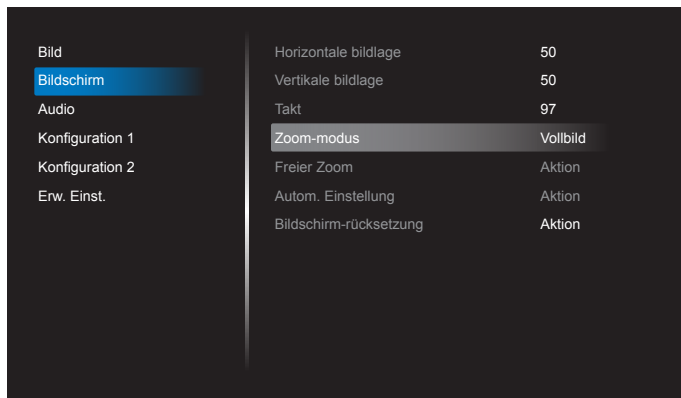 Bild
Bildschirm
Audio
Konfiguration 1
Konfiguration 2
Erw. Einst.
Horizontale bildlage 50
Vertikale bildlage 50
Takt 97
Zoom-modus Vollbild
Freier Zoom Aktion
Autom. Einstellung Aktion
Bildschirm-rücksetzung Aktion